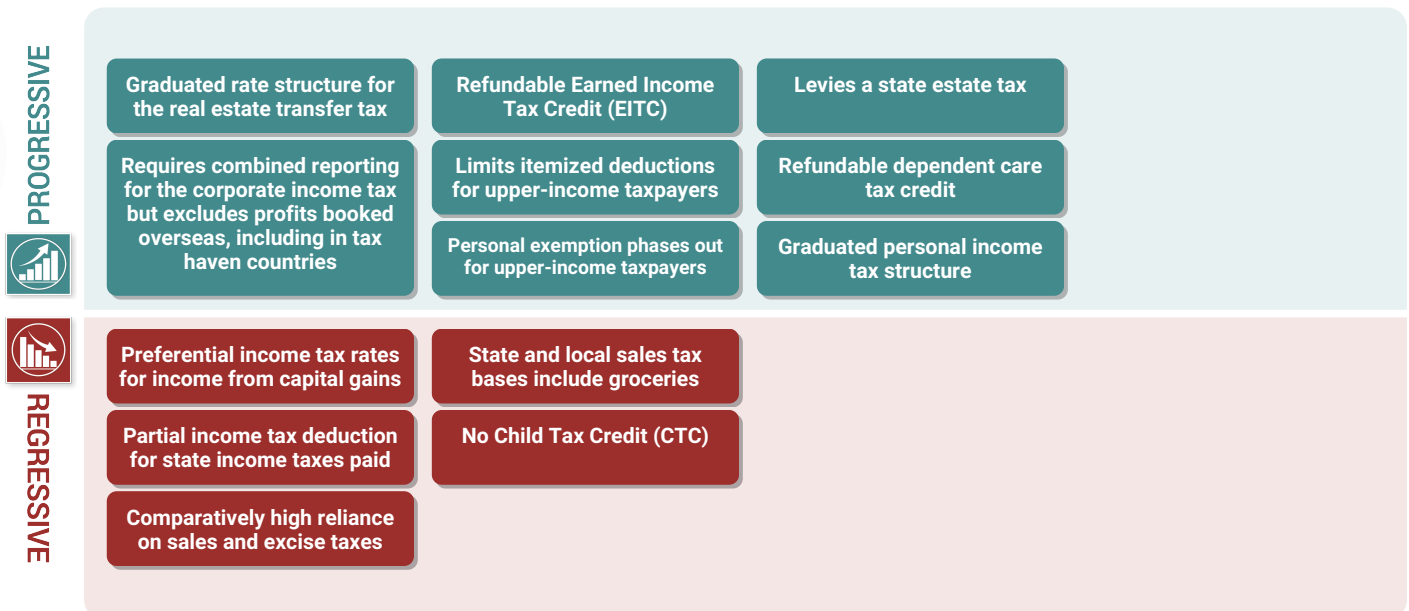 PROGRESSIVE
Graduated rate structure for
the real estate transfer tax
Requires combined reporting
for the corporate income tax
but excludes profits booked
overseas, including in tax
haven countries
Refundable Earned Income
Tax Credit (EITC)
Limits itemized deductions
for upper-income taxpayers
Personal exemption phases out
for upper-income taxpayers
Levies a state estate tax
Refundable dependent care
tax credit
Graduated personal income
tax structure
REGRESSIVE
Preferential income tax rates
for income from capital gains
Partial income tax deduction
for state income taxes paid
Comparatively high reliance
on sales and excise taxes
State and local sales tax
bases include groceries
No Child Tax Credit (CTC)